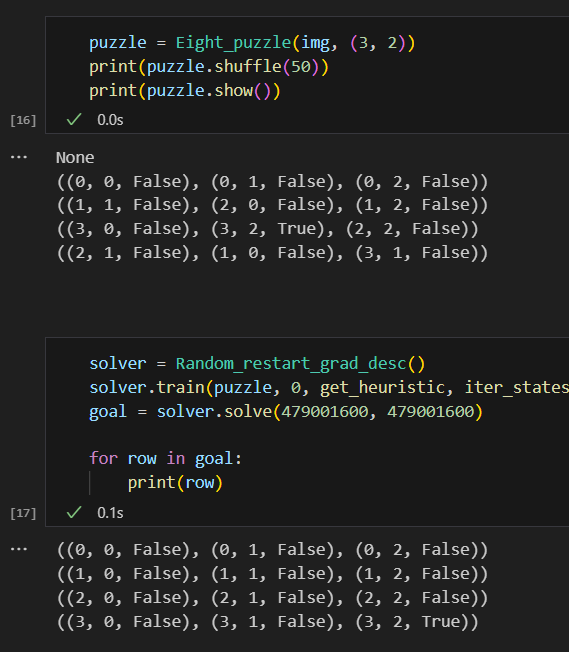 puzzle = Eight_puzzle(img, (3, 2))
print(puzzle.shuffle(50))
print(puzzle.show())
[16]
✓ 0.0s
...
None
((0, 0, False), (0, 1, False), (0, 2, False))
((1, 1, False), (2, 0, False), (1, 2, False))
((3, 0, False), (3, 2, True), (2, 2, False))
((2, 1, False), (1, 0, False), (3, 1, False))
solver = Random_restart_grad_desc()
solver.train(puzzle, 0, get_heuristic, iter_states
goal = solver.solve(479001600, 479001600)
for row in goal:
print(row)
[17]
✓ 0.1s
...
((0, 0, False), (0, 1, False), (0, 2, False))
((1, 0, False), (1, 1, False), (1, 2, False))
((2, 0, False), (2, 1, False), (2, 2, False))
((3, 0, False), (3, 1, False), (3, 2, True))